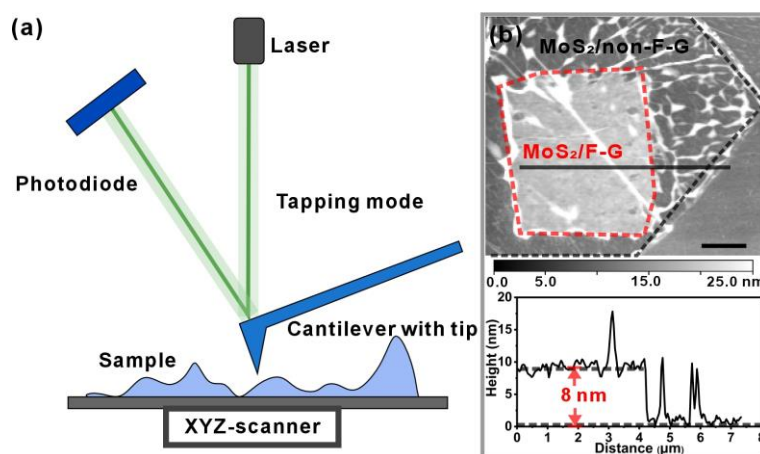 (a)
Laser
Photodiode
Tapping mode
Cantilever with tip
Sample
XYZ-scanner
(b)
MoS₂/non-F-G
MoS₂/F-G
0.0 5.0 15.0 25.0 nm
Height (nm)
20
15
10
5
0
8 nm
0 1 2 3 4 5 6 7 8
Distance (µm)